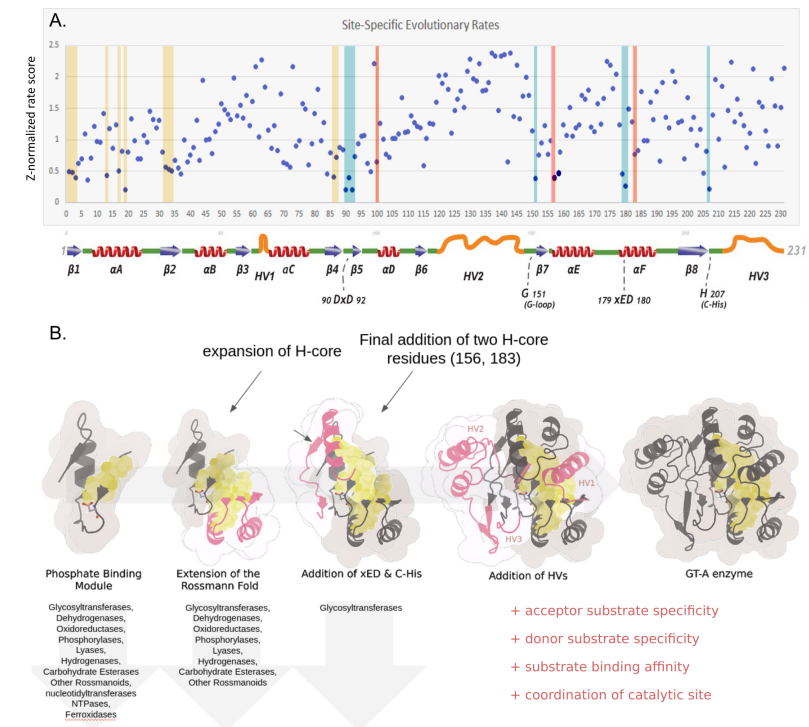 A.
Site-Specific Evolutionary Rates
Z-normalized rate score
2.5
2
1.5
1
0.5
0
0 5 10 15 20 25 30 35 40 45 50 55 60 65 70 75 80 85 90 95 100 105 110 115 120 125 130 135 140 145 150 155 160 165 170 175 180 185 190 195 200 205 210 215 220 225 230
1 231
β1 αA β2 αB β3 HV1 αC β4 β5 αD β6 HV2 β7 αE αF β8 HV3
90 DxD 92
G 151
(G-loop)
179 xED 180
H 207
(C-His)
B.
expansion of H-core
Final addition of two H-core
residues (156, 183)
HV2
HV1
HV3
Phosphate Binding
Module
Extension of the
Rossmann Fold
Addition of xED & C-His
Addition of HVs
GT-A enzyme
Glycosyltransferases,
Dehydrogenases,
Oxidoreductases,
Phosphorylases,
Lyases,
Hydrogenases,
Carbohydrate Esterases
Other Rossmanoids,
nucleotidyltransferases
NTPases,
Ferroxidases
Glycosyltransferases,
Dehydrogenases,
Oxidoreductases,
Phosphorylases,
Lyases,
Hydrogenases,
Carbohydrate Esterases,
Other Rossmanoids
Glycosyltransferases
+ acceptor substrate specificity
+ donor substrate specificity
+ substrate binding affinity
+ coordination of catalytic site